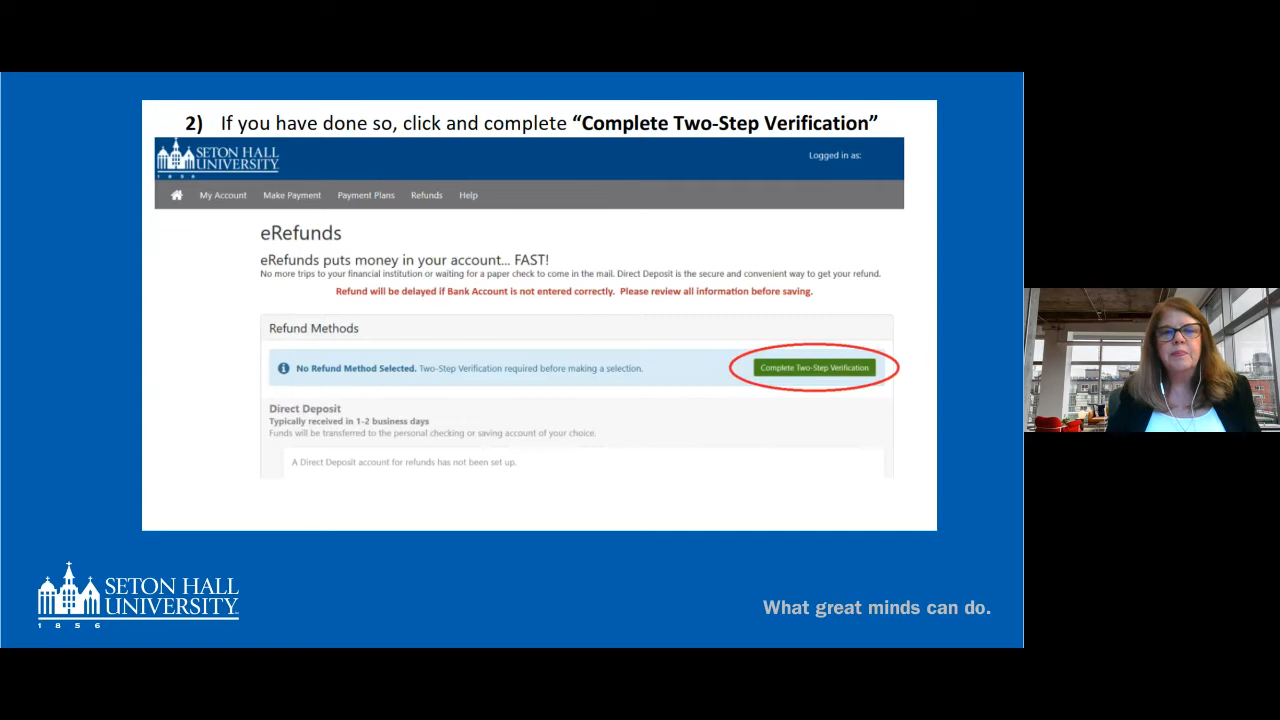 2) If you have done so, click and complete “Complete Two-Step Verification”
SETON HALL
UNIVERSITY
1 8 5 6
Logged in as:
My Account Make Payment Payment Plans Refunds Help
eRefunds
eRefunds puts money in your account... FAST!
No more trips to your financial institution or waiting for a paper check to come in the mail. Direct Deposit is the secure and convenient way to get your refund.
Refund will be delayed if Bank Account is not entered correctly. Please review all information before saving.
Refund Methods
No Refund Method Selected. Two-Step Verification required before making a selection.
Complete Two-Step Verification
Direct Deposit
Typically received in 1-2 business days
Funds will be transferred to the personal checking or saving account of your choice.
A Direct Deposit account for refunds has not been set up.
SETON HALL
UNIVERSITY
1 8 5 6
What great minds can do.